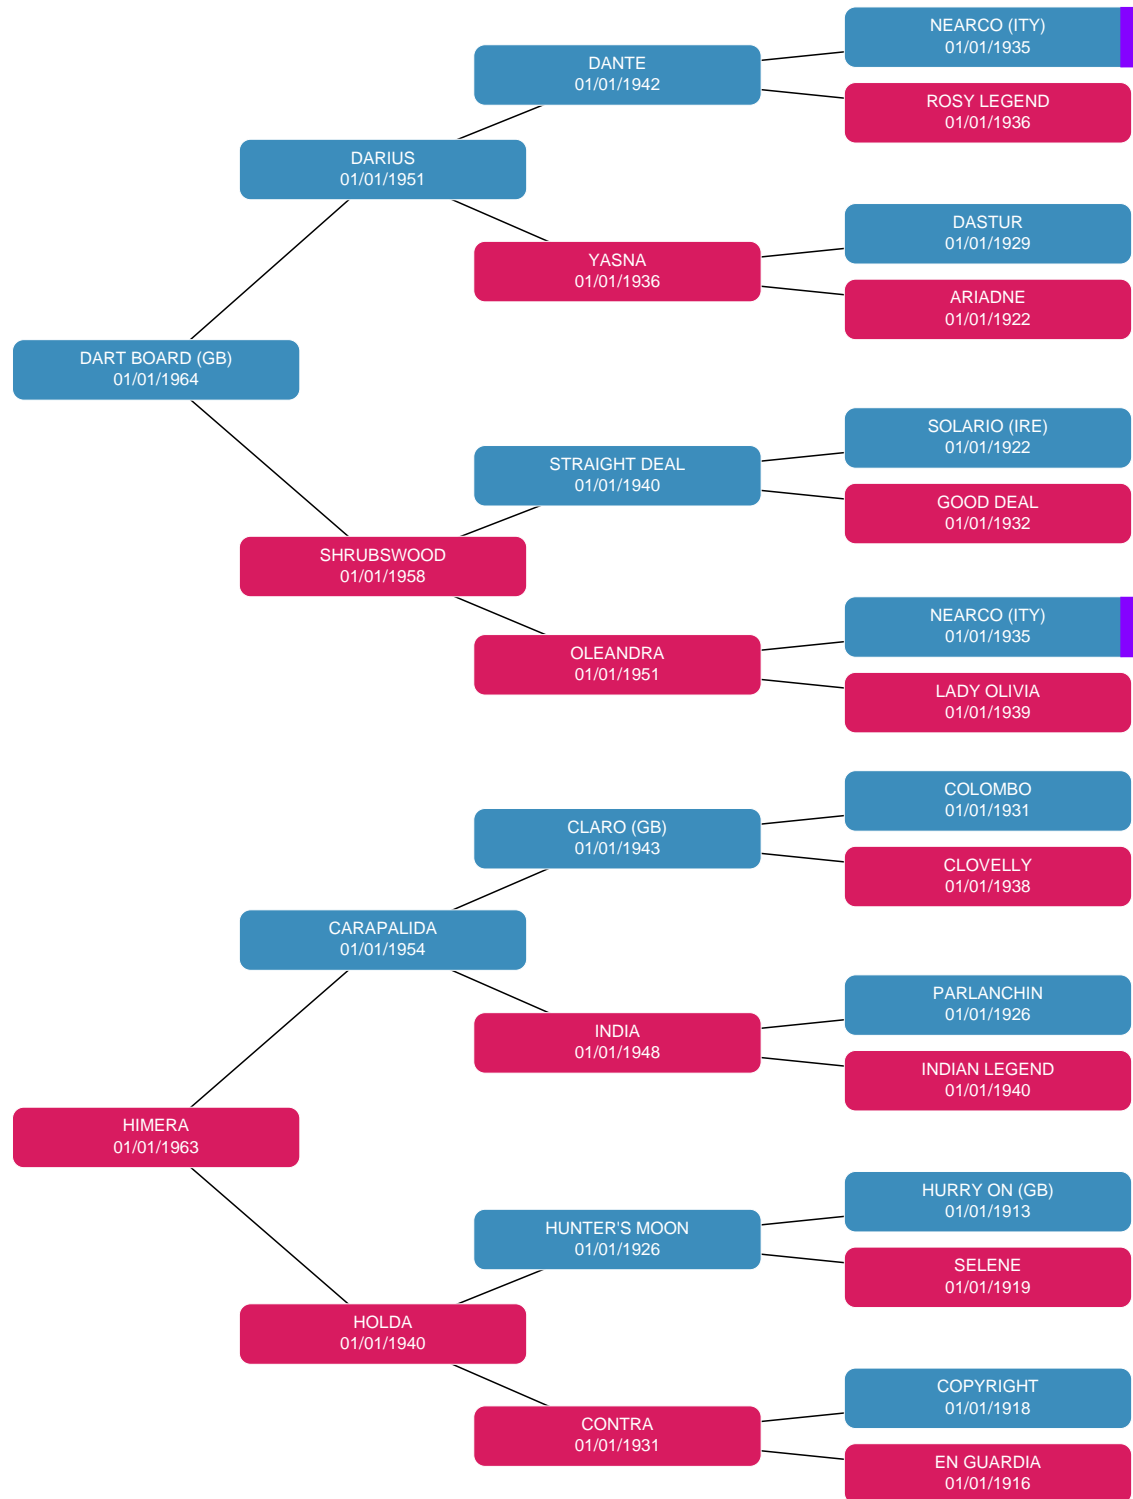 NEARCO (ITY)
01/01/1935
DANTE
01/01/1942
ROSY LEGEND
01/01/1936
DARIUS
01/01/1951
DASTUR
01/01/1929
YASNA
01/01/1936
ARIADNE
01/01/1922
DART BOARD (GB)
01/01/1964
SOLARIO (IRE)
01/01/1922
STRAIGHT DEAL
01/01/1940
GOOD DEAL
01/01/1932
SHRUBSWOOD
01/01/1958
NEARCO (ITY)
01/01/1935
OLEANDRA
01/01/1951
LADY OLIVIA
01/01/1939
COLOMBO
01/01/1931
CLARO (GB)
01/01/1943
CLOVELLY
01/01/1938
CARAPALIDA
01/01/1954
PARLANCHIN
01/01/1926
INDIA
01/01/1948
INDIAN LEGEND
01/01/1940
HIMERA
01/01/1963
HURRY ON (GB)
01/01/1913
HUNTER'S MOON
01/01/1926
SELENE
01/01/1919
HOLDA
01/01/1940
COPYRIGHT
01/01/1918
CONTRA
01/01/1931
EN GUARDIA
01/01/1916